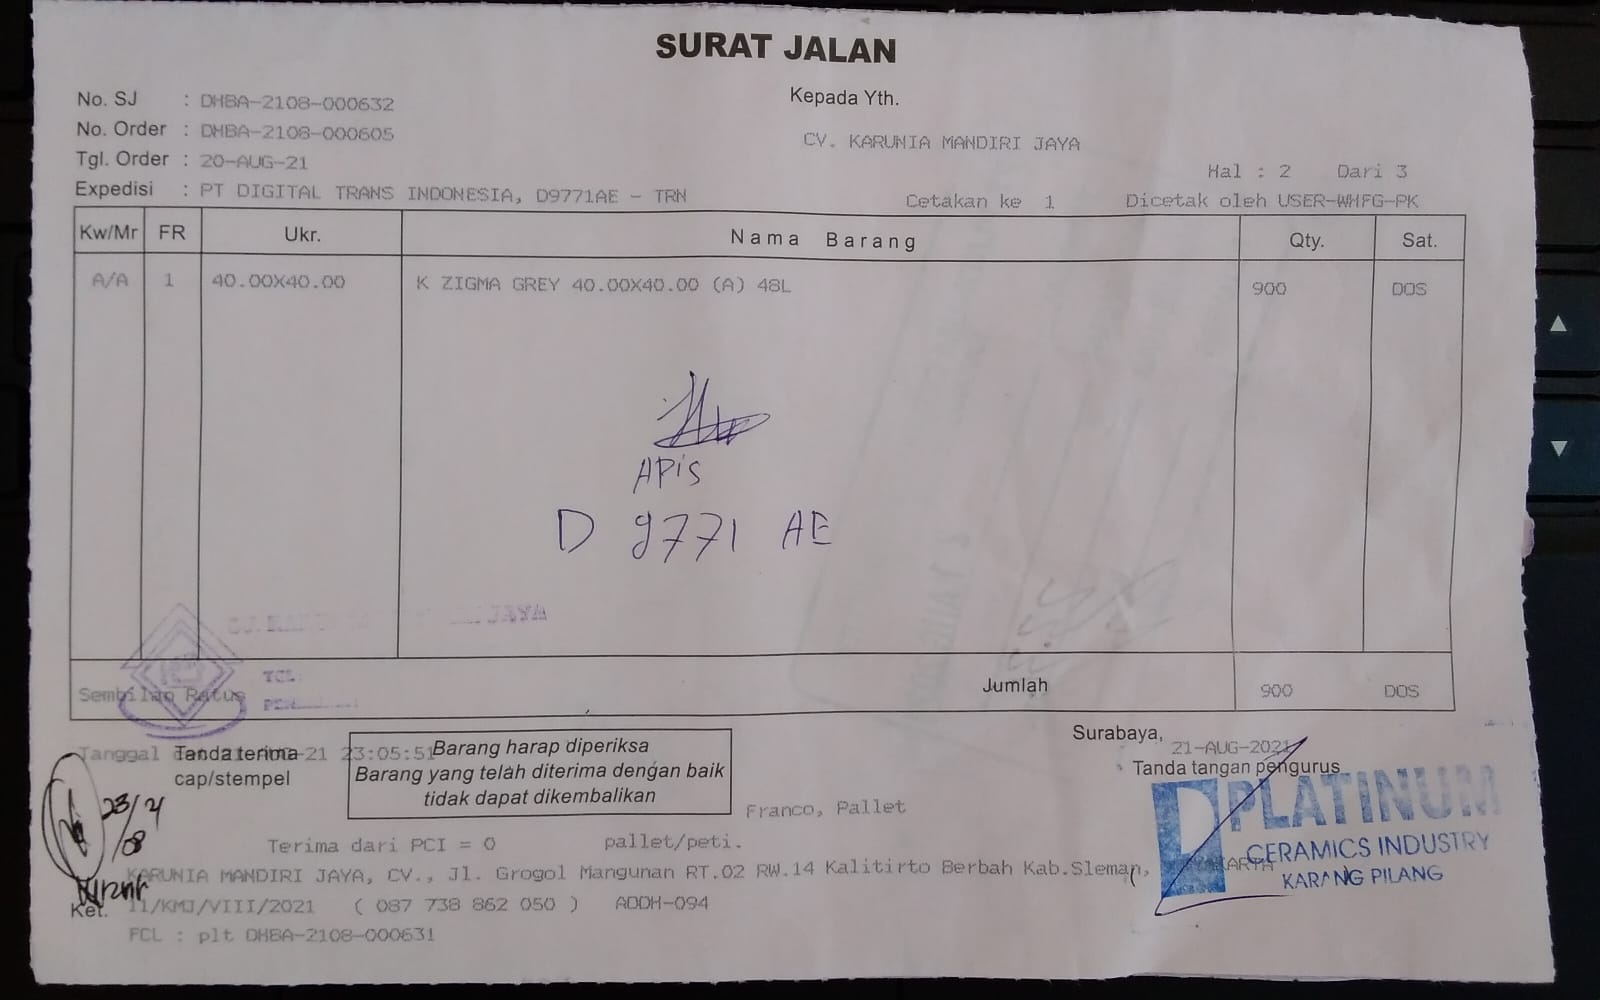 SURAT JALAN
No. SJ : DHBA-2108-000632
No. Order : DHBA-2108-000605
Tgl. Order : 20-AUG-21
Expedisi : PT DIGITAL TRANS INDONESIA, D9771AE - TRN
Kepada Yth.
CV. KARUNIA MANDIRI JAYA
Hal : 2 Dari 3
Cetakan ke 1 Dicetak oleh USER-WHFG-PK
Kw/Mr FR Ukr. Nama Barang Qty. Sat.
A/A 1 40.00X40.00 K ZIGMA GREY 40.00X40.00 (A) 48L 900 DOS
APis
D 9771 AE
JAYA
TGL.
Sembilan Ratus Jumlah 900 DOS
Tanggal 21 23:05:51
Tanda terima
cap/stempel
23/21
/08
Barang harap diperiksa
Barang yang telah diterima dengan baik
tidak dapat dikembalikan
Surabaya,
21-AUG-2021
Tanda tangan pengurus
PLATINUM
CERAMICS INDUSTRY
KARANG PILANG
Franco, Pallet
Terima dari PCI = 0 pallet/peti.
KARUNIA MANDIRI JAYA, CV., Jl. Grogol Mangunan RT.02 RW.14 Kalitirto Berbah Kab.Sleman,
Ket. 11/KMJ/VIII/2021 ( 087 738 862 050 ) ADDH-094
FCL : plt DHBA-2108-000631